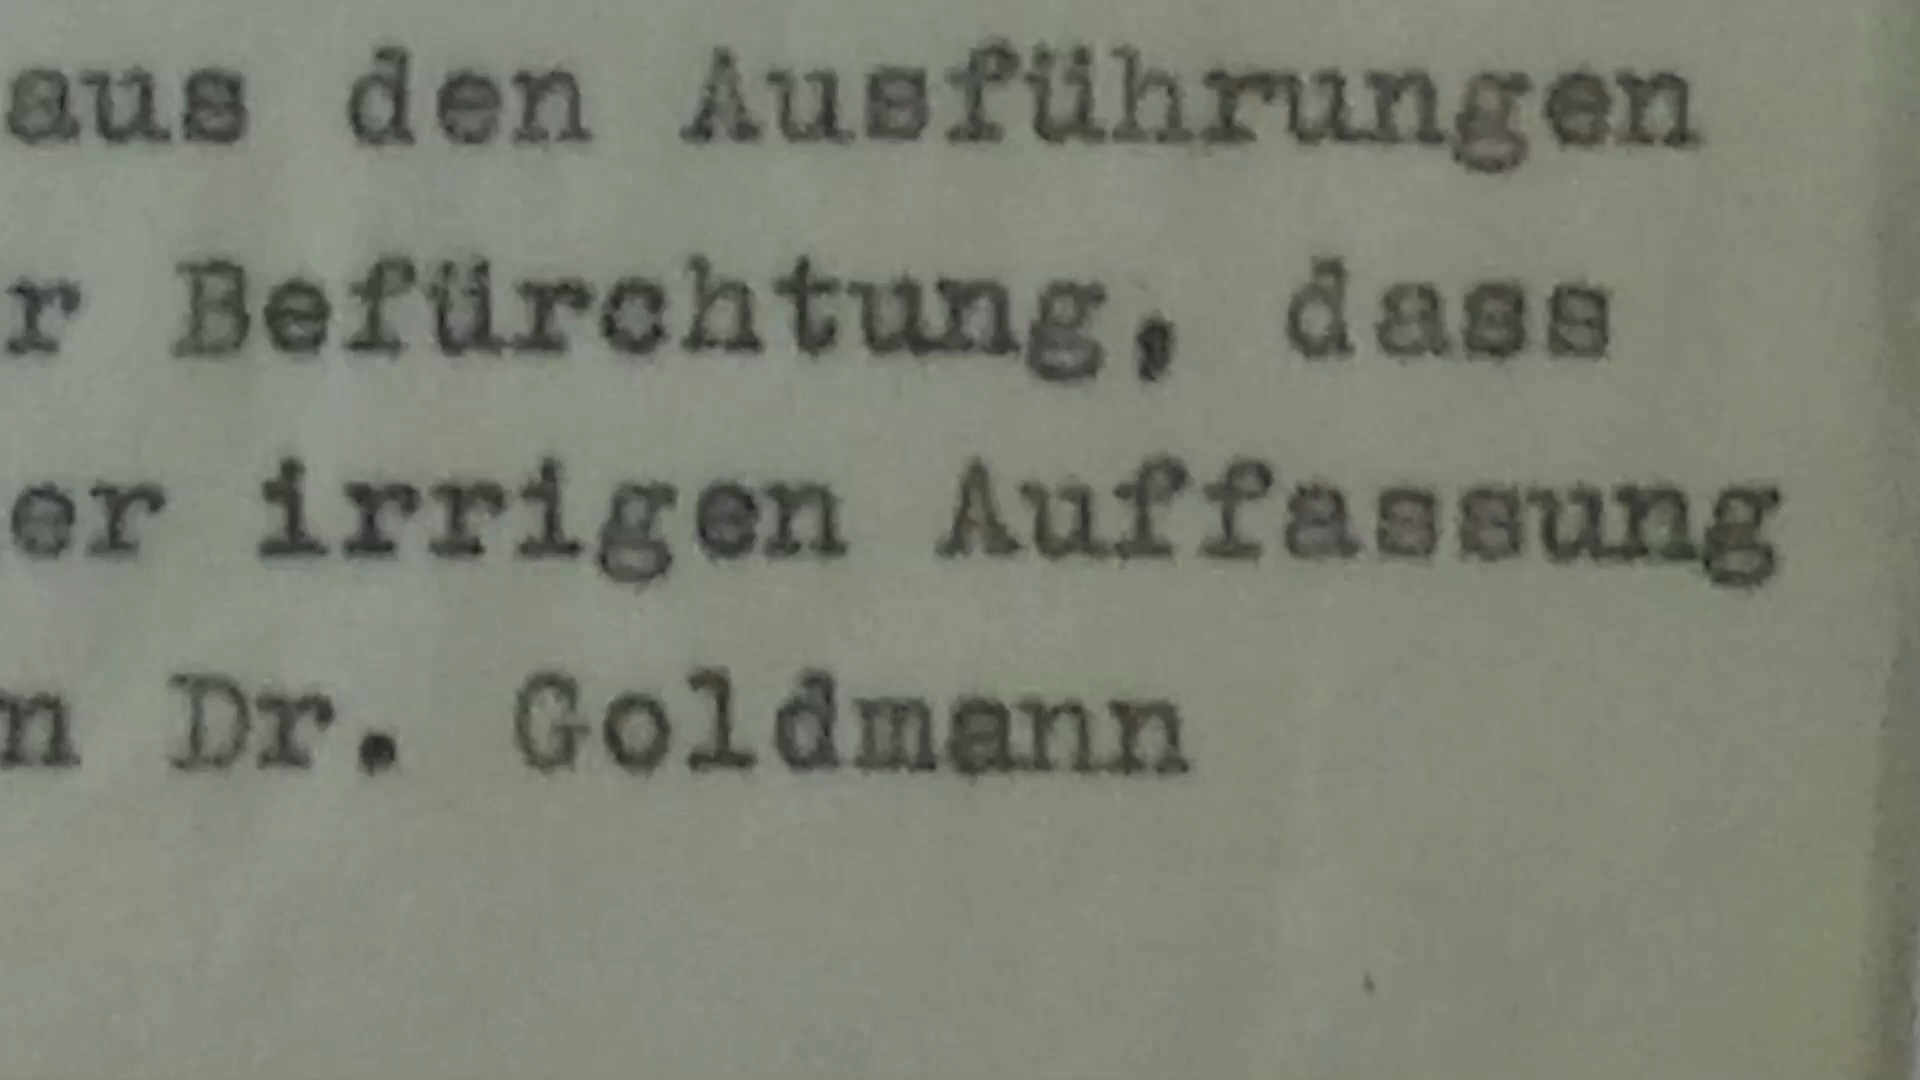 aus den Ausführungen
r Befürchtung, dass
er irrigen Auffassung
n Dr. Goldmann